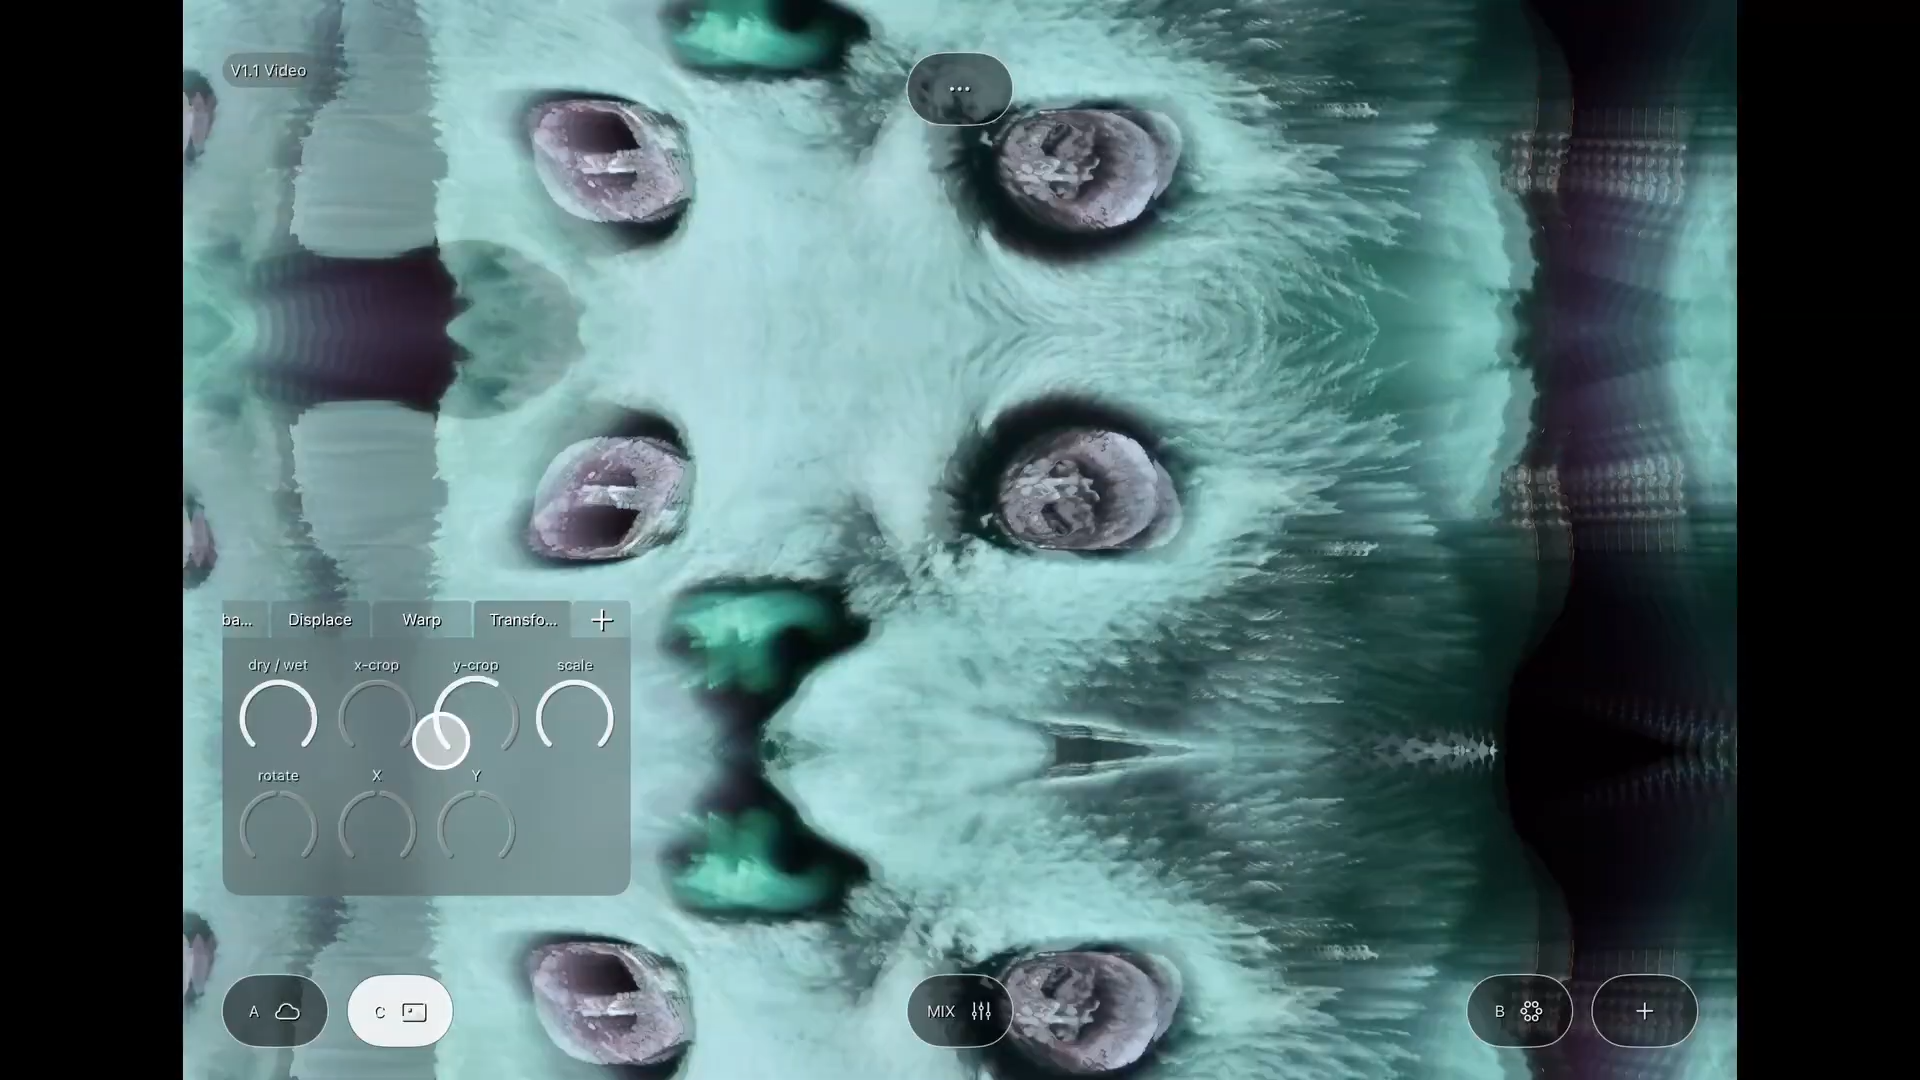 V1.1 Video
...
ba... Displace Warp Transfo... +
dry / wet x-crop y-crop scale
rotate X Y
A C MIX B +